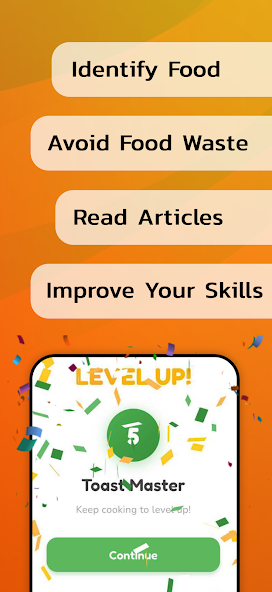 Identify Food
Avoid Food Waste
Read Articles
Improve Your Skills
LEVEL UP!
5
Toast Master
Keep cooking to level up!
Continue